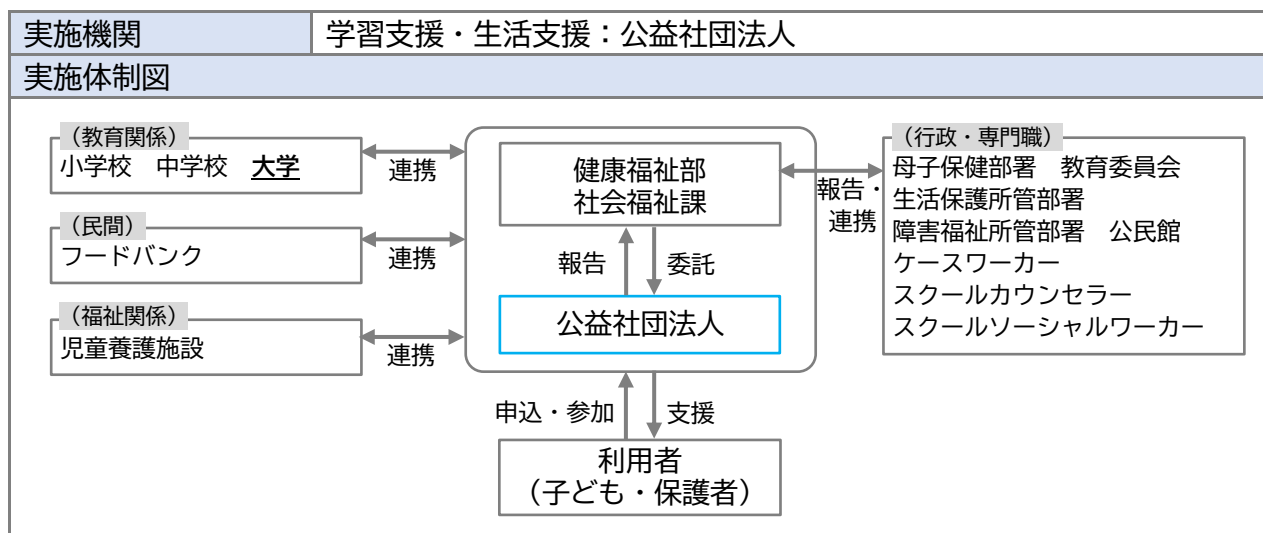 実施機関
学習支援・生活支援：公益社団法人
実施体制図
（教育関係）
小学校　中学校　大学
連携
（民間）
フードバンク
連携
（福祉関係）
児童養護施設
連携
健康福祉部
社会福祉課
報告
委託
公益社団法人
申込・参加
支援
利用者
（子ども・保護者）
報告・
連携
（行政・専門職）
母子保健部署　教育委員会
生活保護所管部署
障害福祉所管部署　公民館
ケースワーカー
スクールカウンセラー
スクールソーシャルワーカー